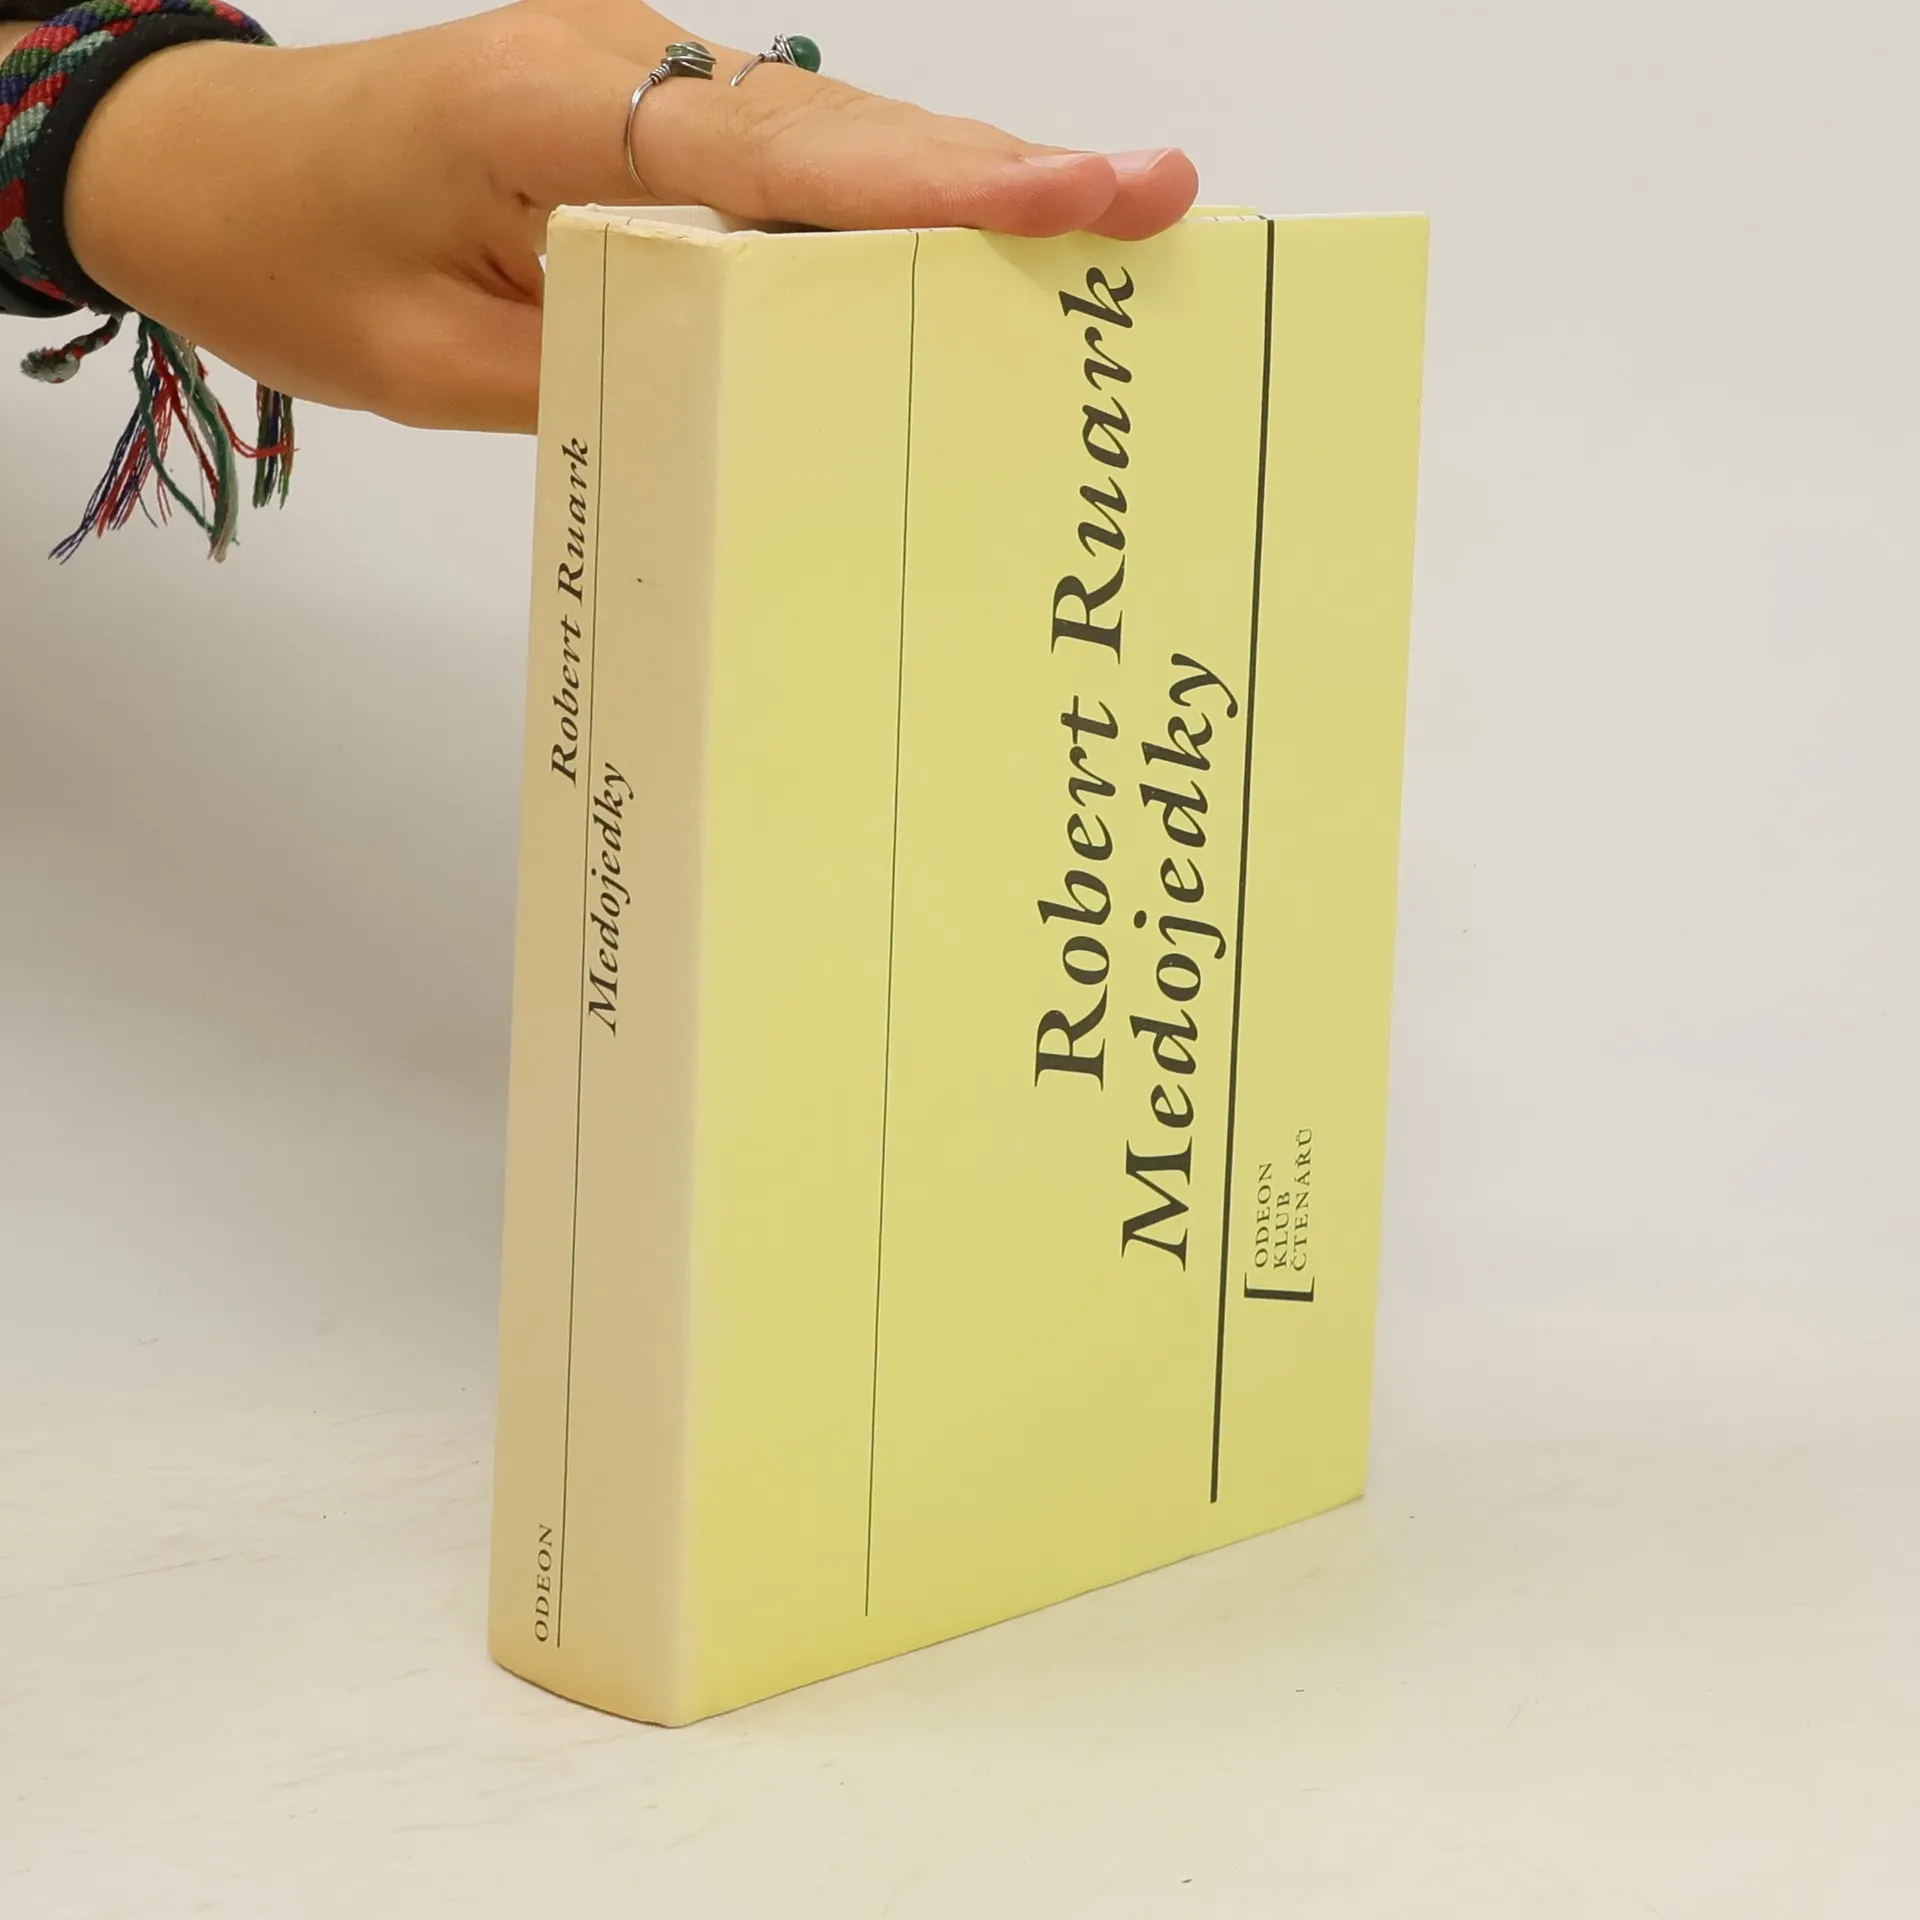 Robert Ruark
Medojedky
ODEON
Robert Ruark
Medojedky
ODEON
KLUB
ČTENÁŘŮ